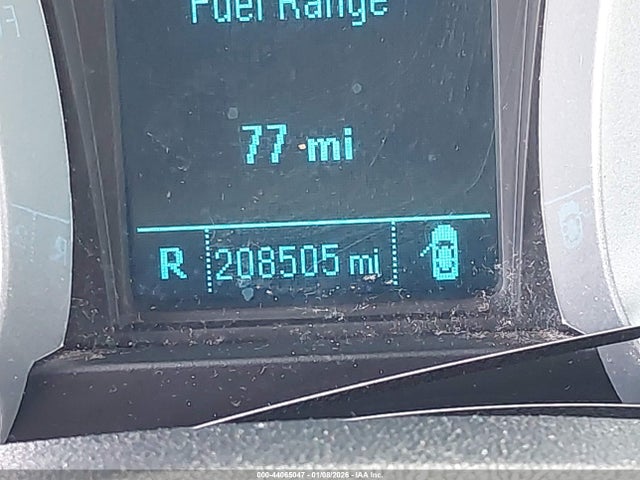 Fuel Range
77 mi
R 208505 mi
000-44065047 - 01/08/2026 - IAA Inc.